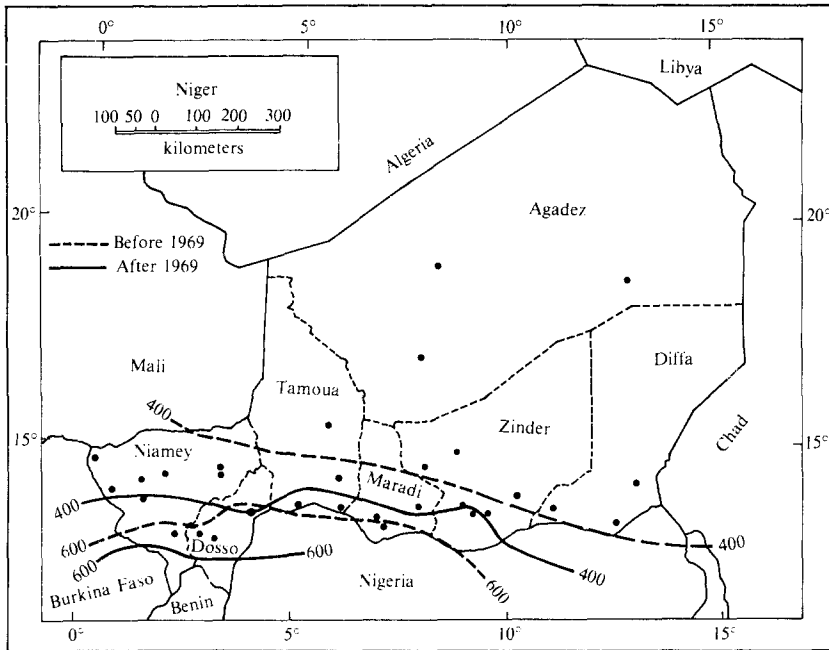 0° 5° 10° 15°
Niger
100 50 0 100 200 300
kilometers
Libya
Algeria
20° 20°
Agadez
Before 1969
After 1969
Mali
Tamoua
Diffa
400
Zinder
Chad
15° 15°
Niamey
Maradi
400
600
Dosso
400
600 600
600
400
Burkina Faso
Benin
Nigeria
0° 5° 10° 15°